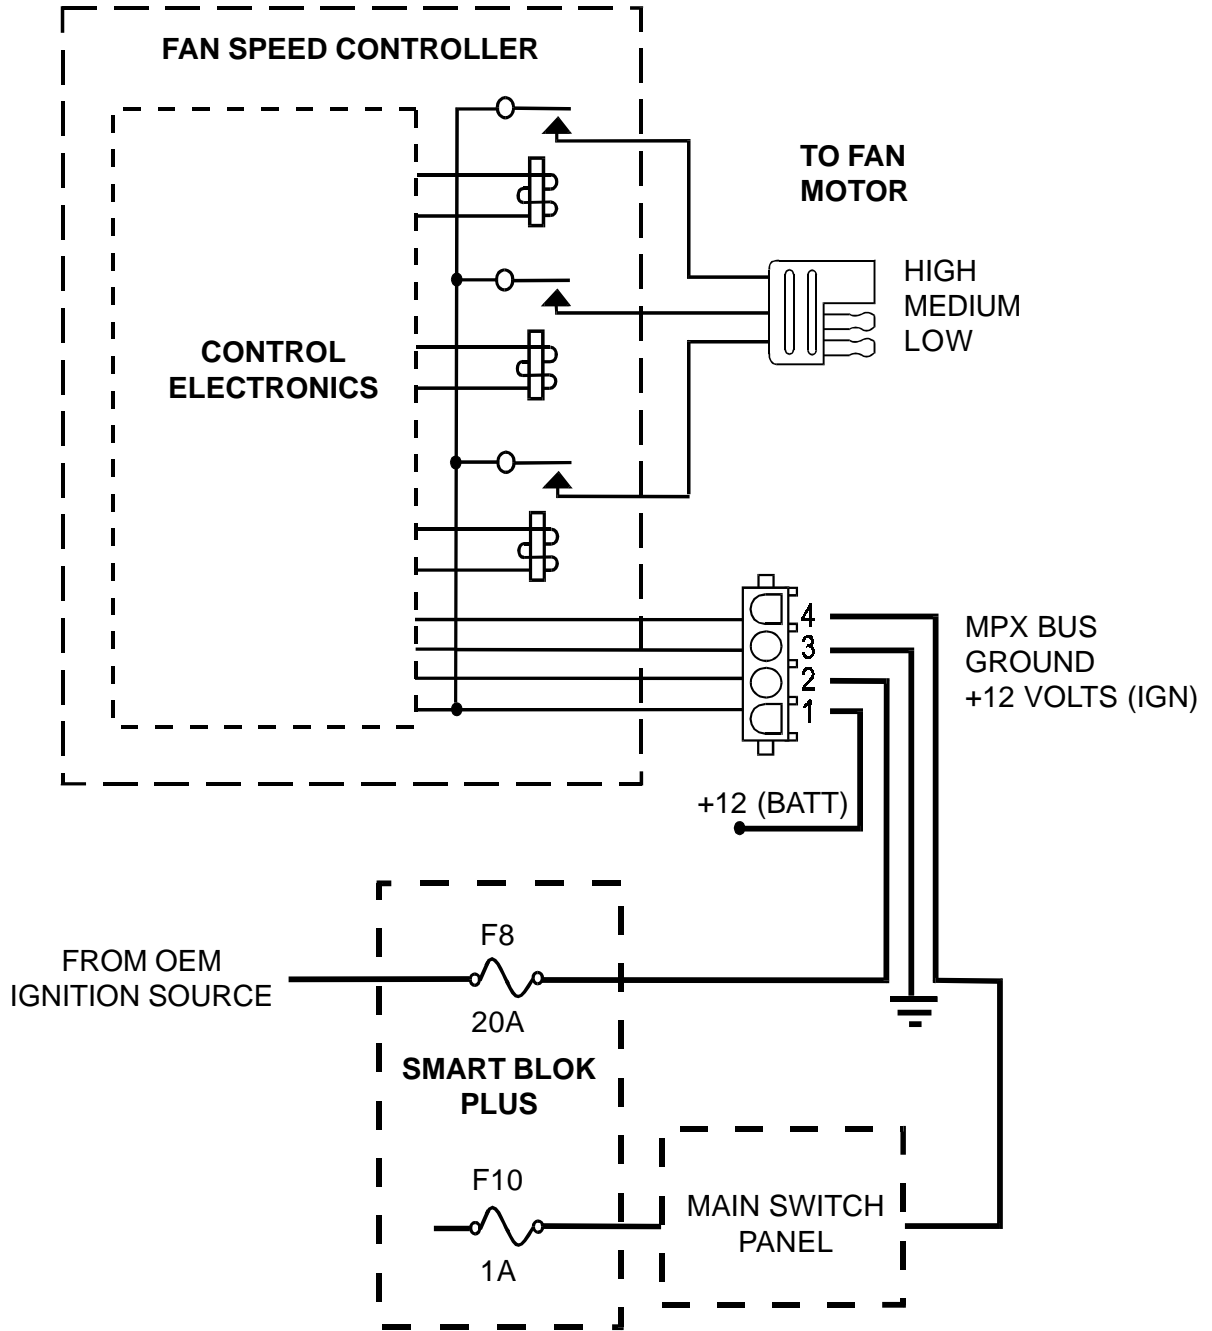 FAN SPEED CONTROLLER
TO FAN
MOTOR
HIGH
MEDIUM
LOW
CONTROL
ELECTRONICS
4
3
2
1
MPX BUS
GROUND
+12 VOLTS (IGN)
+12 (BATT)
FROM OEM
IGNITION SOURCE
F8
20A
SMART BLOK
PLUS
F10
1A
MAIN SWITCH
PANEL